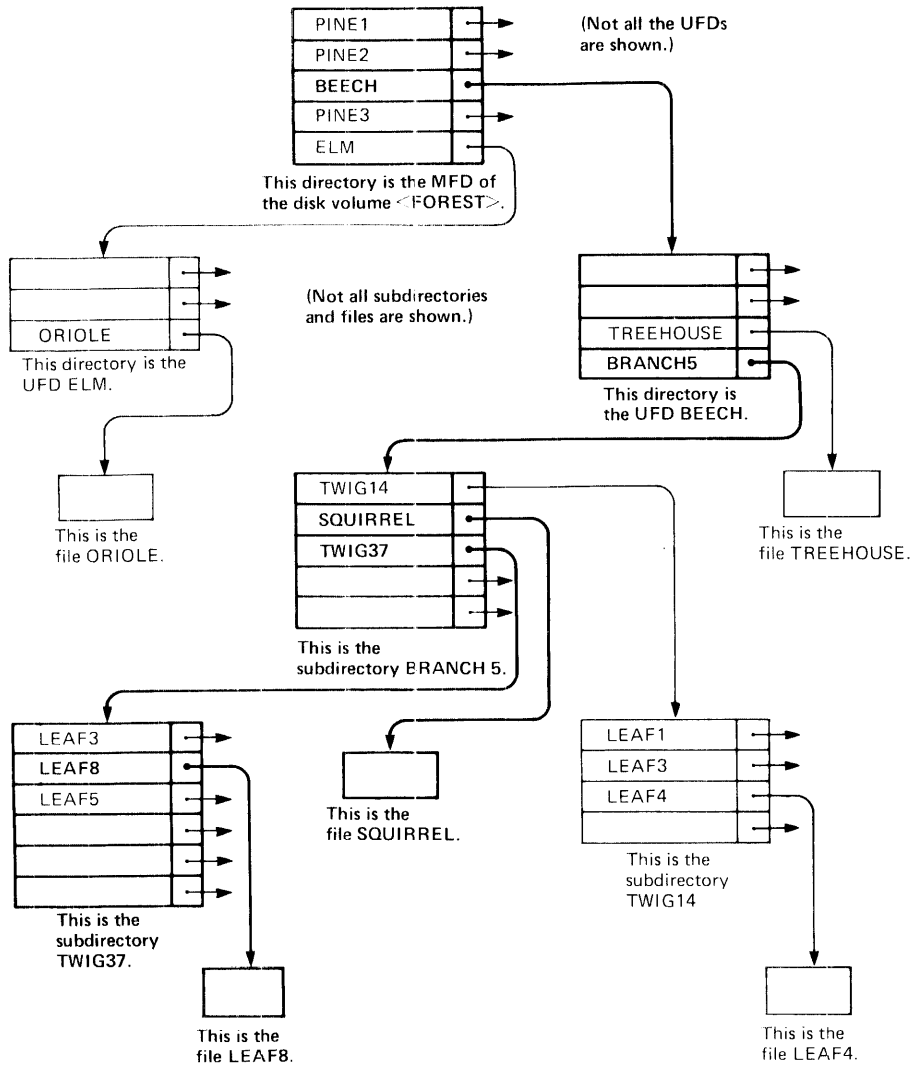 PINE1
PINE2
BEECH
PINE3
ELM
(Not all the UFDs
are shown.)
This directory is the MFD of
the disk volume <FOREST>.
ORIOLE
This directory is the
UFD ELM.
(Not all subdirectories
and files are shown.)
TREEHOUSE
BRANCH5
This directory is
the UFD BEECH.
This is the
file ORIOLE.
TWIG14
SQUIRREL
TWIG37
This is the
subdirectory BRANCH 5.
This is the
file TREEHOUSE.
LEAF3
LEAF8
LEAF5
This is the
subdirectory
TWIG37.
This is the
file SQUIRREL.
LEAF1
LEAF3
LEAF4
This is the
subdirectory
TWIG14
This is the
file LEAF8.
This is the
file LEAF4.